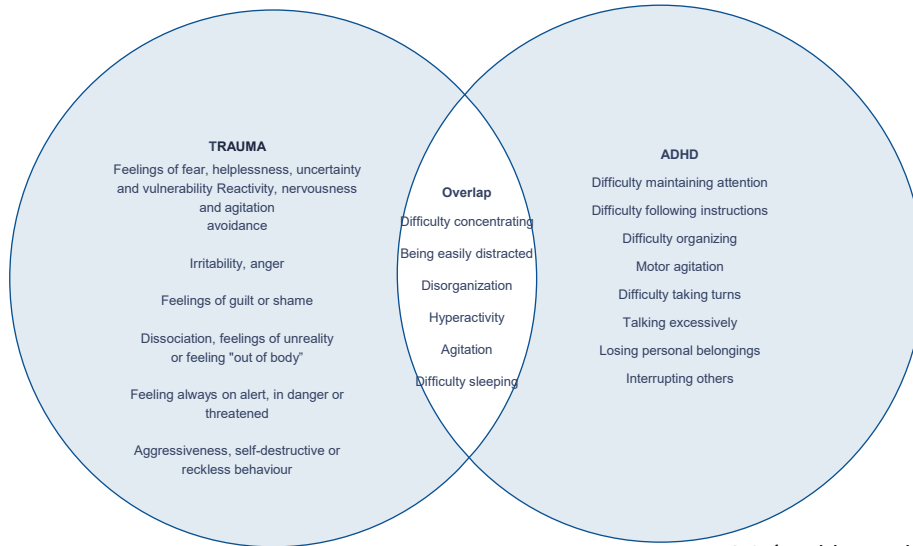 TRAUMA
Feelings of fear, helplessness, uncertainty
and vulnerability Reactivity, nervousness
and agitation
avoidance
Irritability, anger
Feelings of guilt or shame
Dissociation, feelings of unreality
or feeling "out of body”
Feeling always on alert, in danger or
threatened
Aggressiveness, self-destructive or
reckless behaviour
Overlap
Difficulty concentrating
Being easily distracted
Disorganization
Hyperactivity
Agitation
Difficulty sleeping
ADHD
Difficulty maintaining attention
Difficulty following instructions
Difficulty organizing
Motor agitation
Difficulty taking turns
Talking excessively
Losing personal belongings
Interrupting others